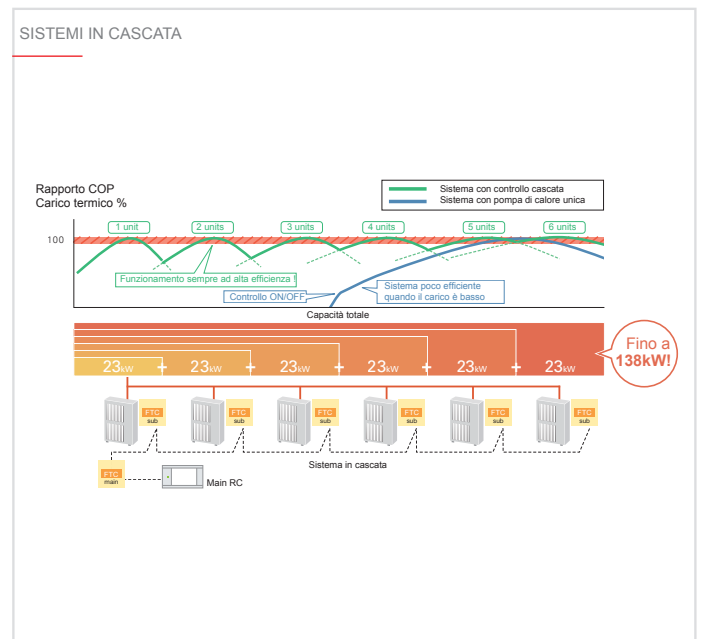 SISTEMI IN CASCATA
Rapporto COP
Carico termico %
Sistema con controllo cascata
Sistema con pompa di calore unica
100
1 unit
2 units
3 units
4 units
5 units
6 units
Funzionamento sempre ad alta efficienza !
Controllo ON/OFF
Sistema poco efficiente
quando il carico è basso
Capacità totale
23kW + 23kW + 23kW + 23kW + 23kW + 23kW
Fino a
138kW!
FTC
sub
FTC
sub
FTC
sub
FTC
sub
FTC
sub
FTC
sub
Sistema in cascata
FTC
main
Main RC